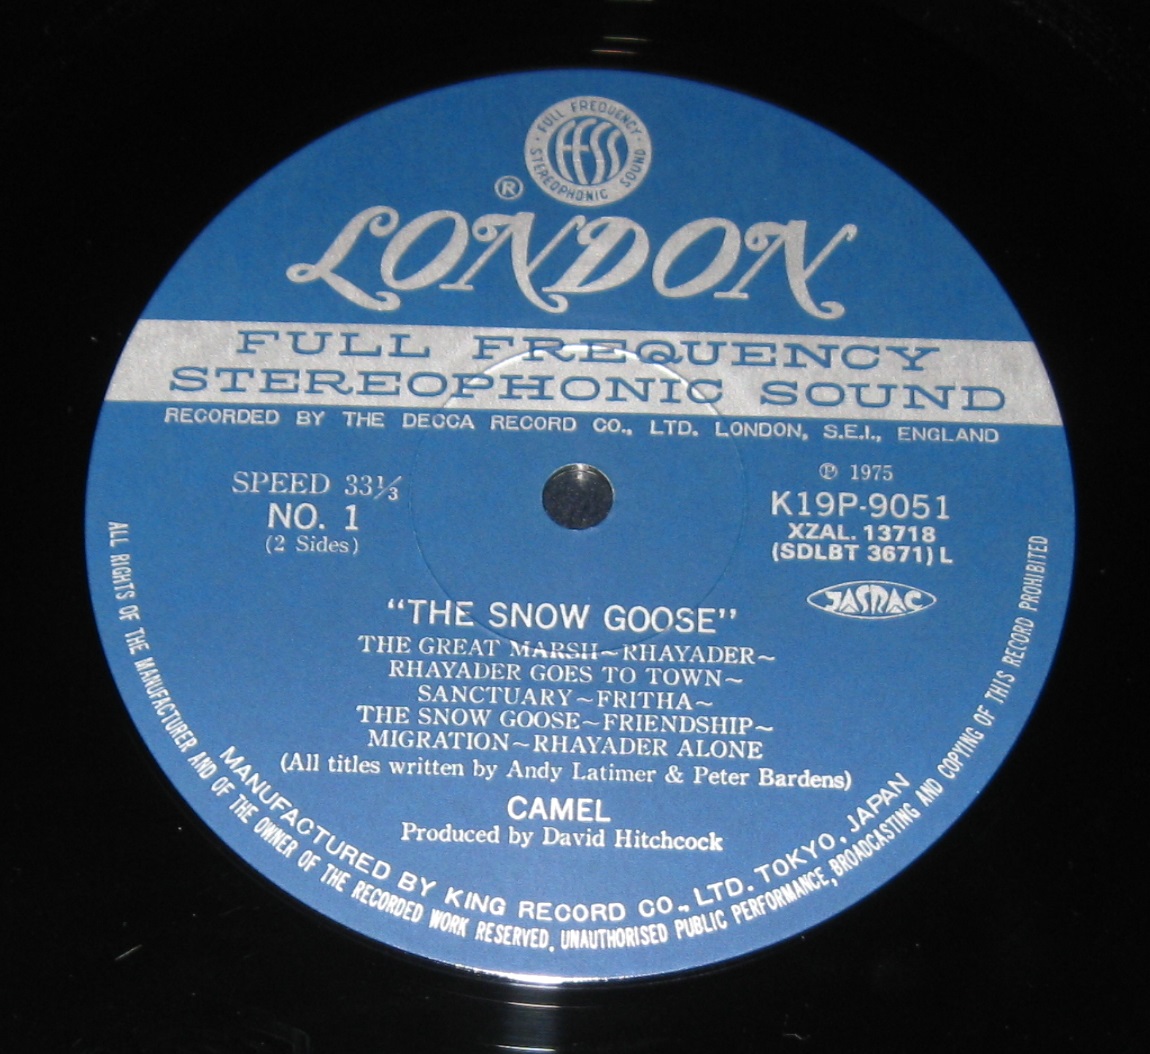 · FULL FREQUENCY ·
STEREOPHONIC SOUND
FFSS
®
LONDON
FULL FREQUENCY
STEREOPHONIC SOUND
RECORDED BY THE DECCA RECORD CO., LTD. LONDON, S.E.I., ENGLAND
SPEED 33⅓
NO. 1
(2 Sides)
℗ 1975
K19P-9051
XZAL. 13718
(SDLBT 3671) L
JASRAC
“THE SNOW GOOSE”
THE GREAT MARSH~RHAYADER~
RHAYADER GOES TO TOWN~
SANCTUARY~FRITHA~
THE SNOW GOOSE~FRIENDSHIP~
MIGRATION~RHAYADER ALONE
(All titles written by Andy Latimer & Peter Bardens)
CAMEL
Produced by David Hitchcock
MANUFACTURED BY KING RECORD CO., LTD. TOKYO. JAPAN
ALL RIGHTS OF THE MANUFACTURER AND OF THE OWNER OF THE RECORDED WORK RESERVED. UNAUTHORISED PUBLIC PERFORMANCE, BROADCASTING AND COPYING OF THIS RECORD PROHIBITED